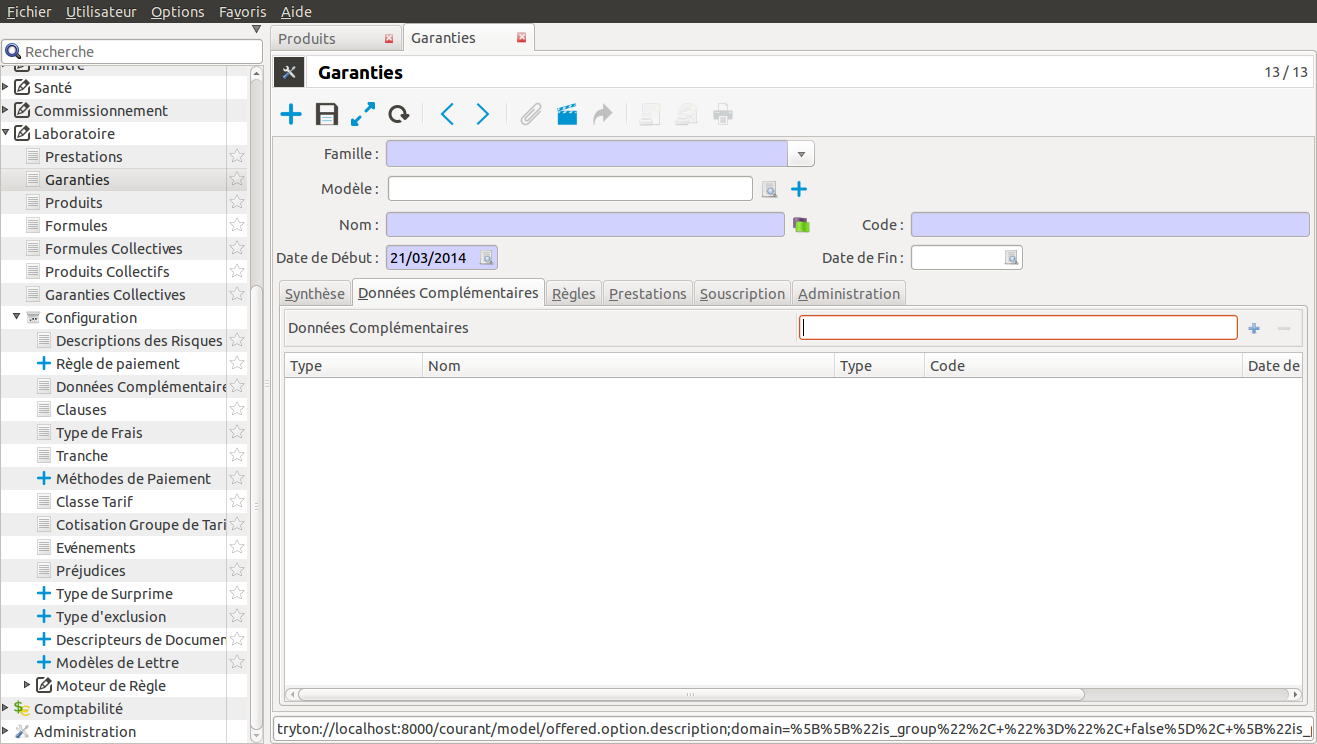 Fichier Utilisateur Options Favoris Aide
Recherche
Produits Garanties
Garanties 13 / 13
Sinistre
Santé
Commissionnement
Laboratoire
Prestations
Garanties
Produits
Formules
Formules Collectives
Produits Collectifs
Garanties Collectives
Configuration
Descriptions des Risques
Règle de paiement
Données Complémentaire
Clauses
Type de Frais
Tranche
Méthodes de Paiement
Classe Tarif
Cotisation Groupe de Tari
Evénements
Préjudices
Type de Surprime
Type d'exclusion
Descripteurs de Documen
Modèles de Lettre
Moteur de Règle
Comptabilité
Administration
Famille :
Modèle :
Nom : Code :
Date de Début : 21/03/2014 Date de Fin :
Synthèse Données Complémentaires Règles Prestations Souscription Administration
Données Complémentaires
Type Nom Type Code Date de
tryton://localhost:8000/courant/model/offered.option.description;domain=%5B%5B%22is_group%22%2C+%22%3D%22%2C+false%5D%2C+%5B%22is_